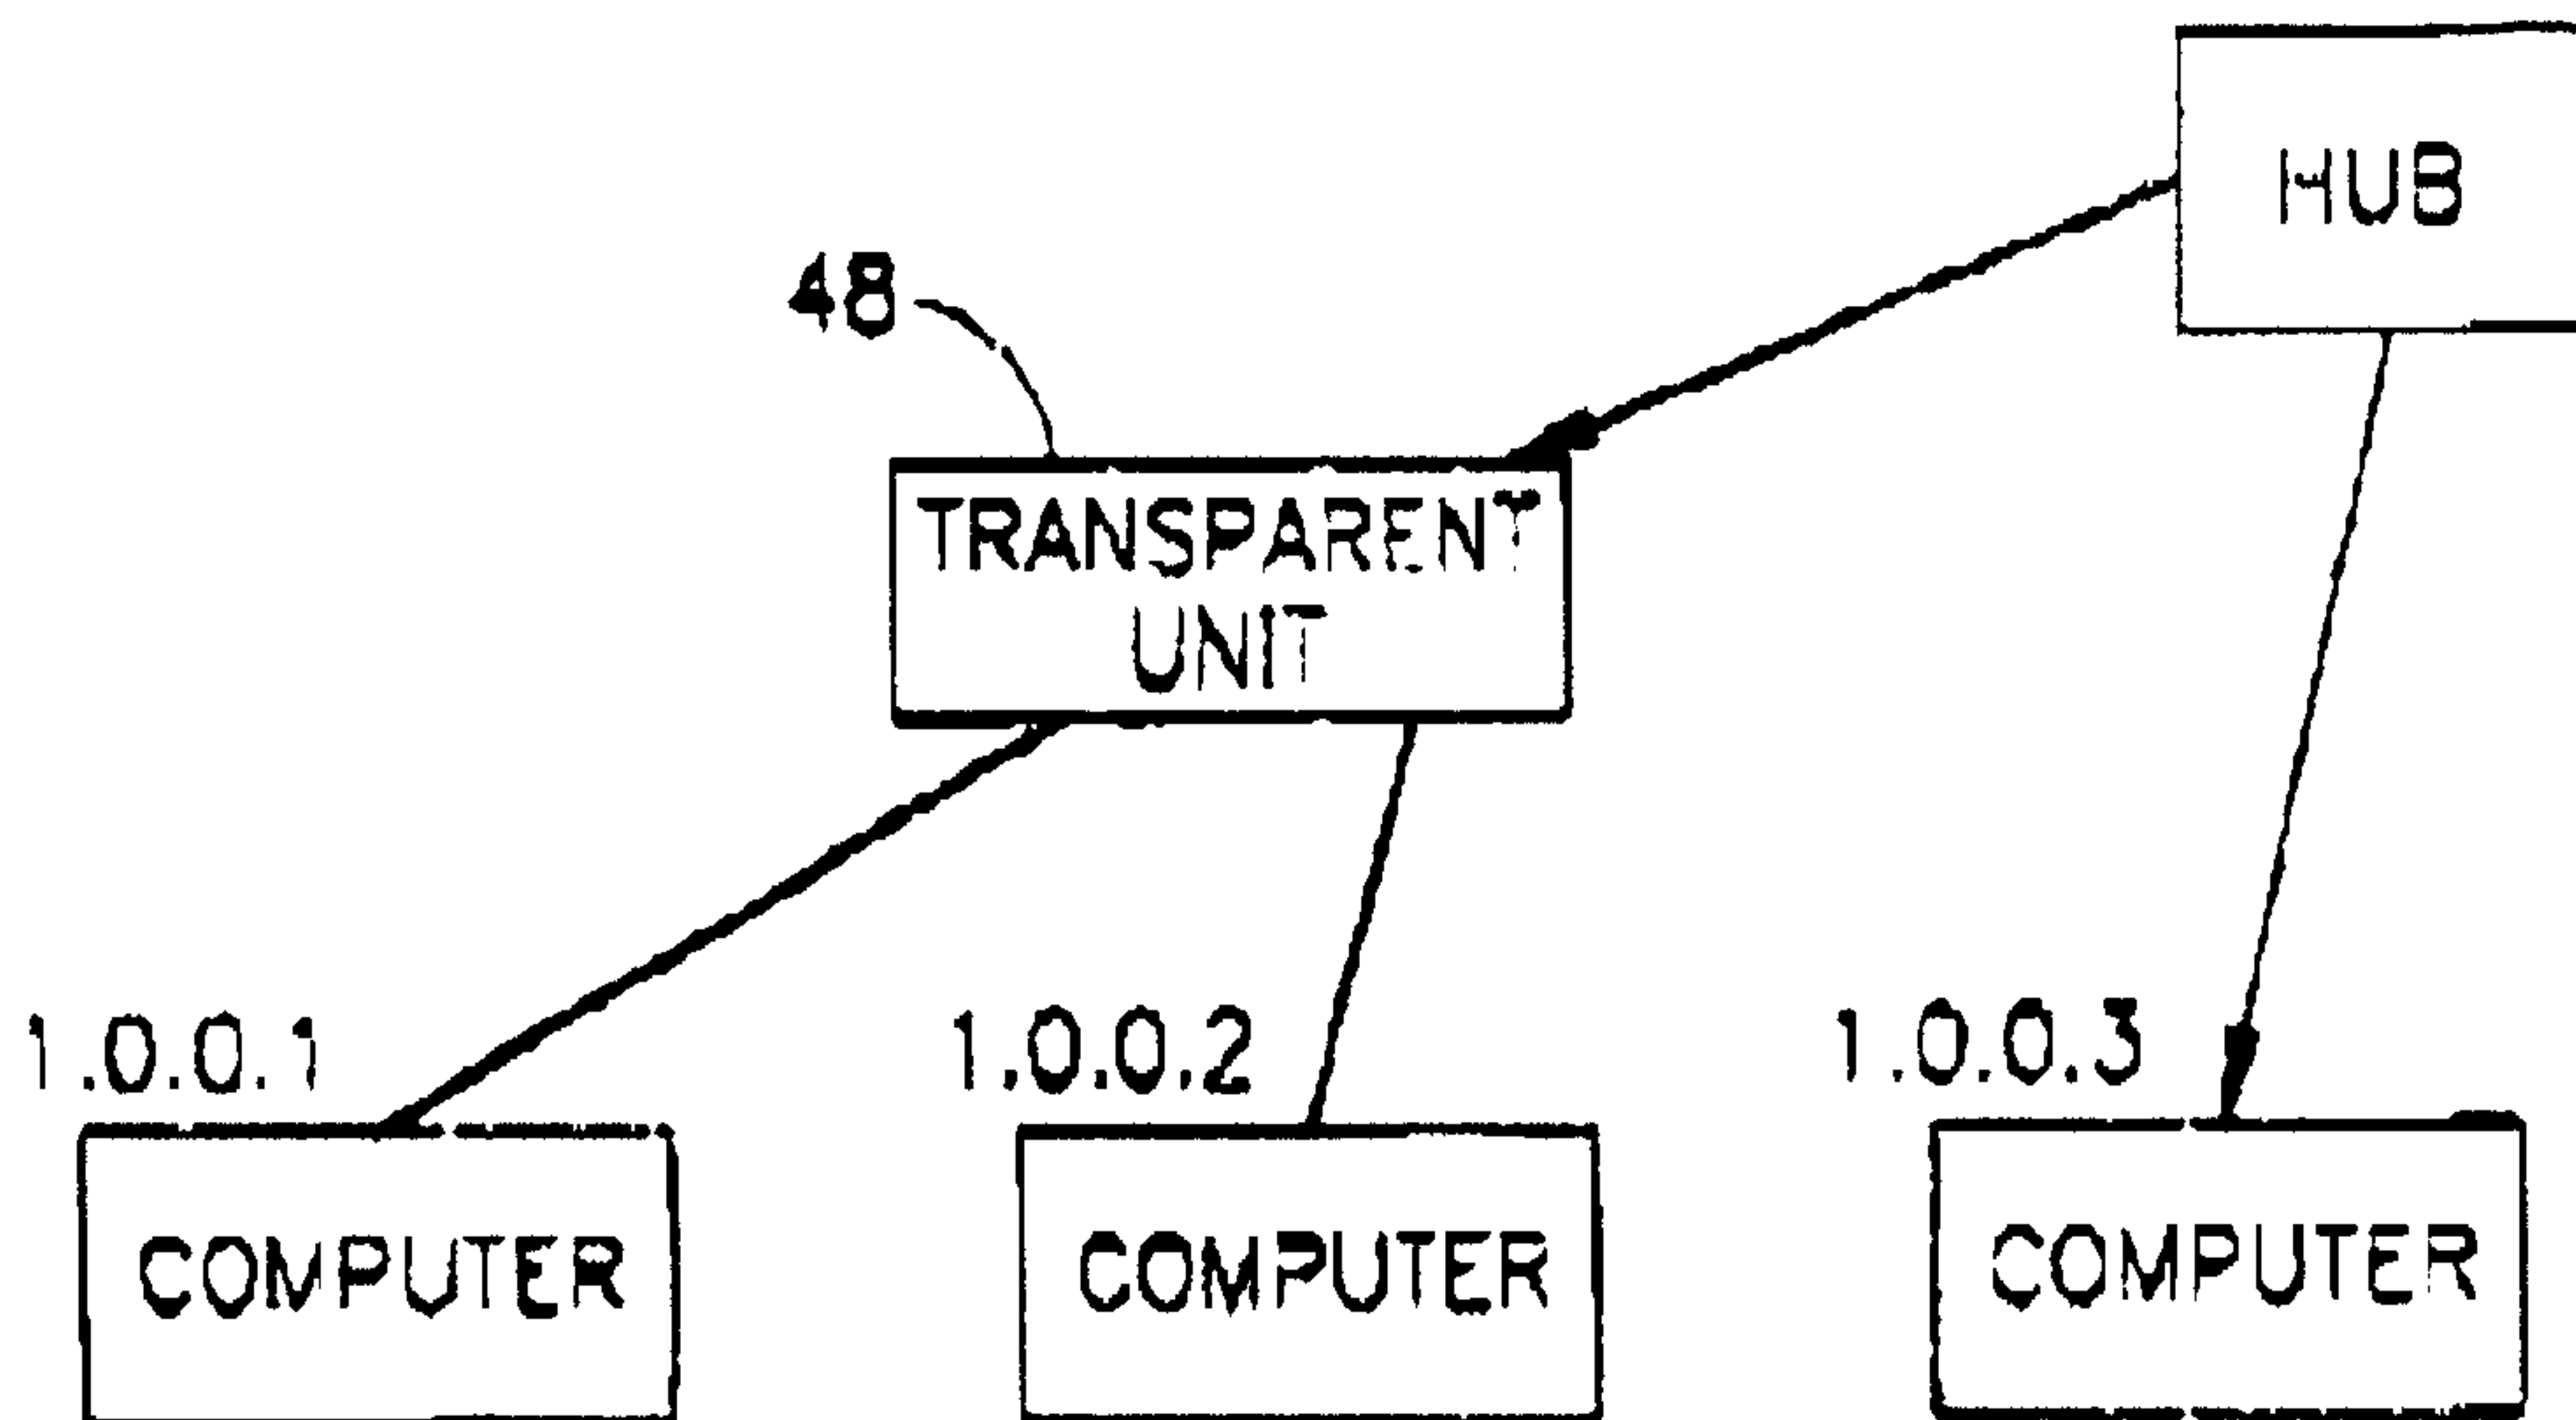 HUB
48
TRANSPARENT
UNIT
1.0.0.1
1.0.0.2
1.0.0.3
COMPUTER
COMPUTER
COMPUTER